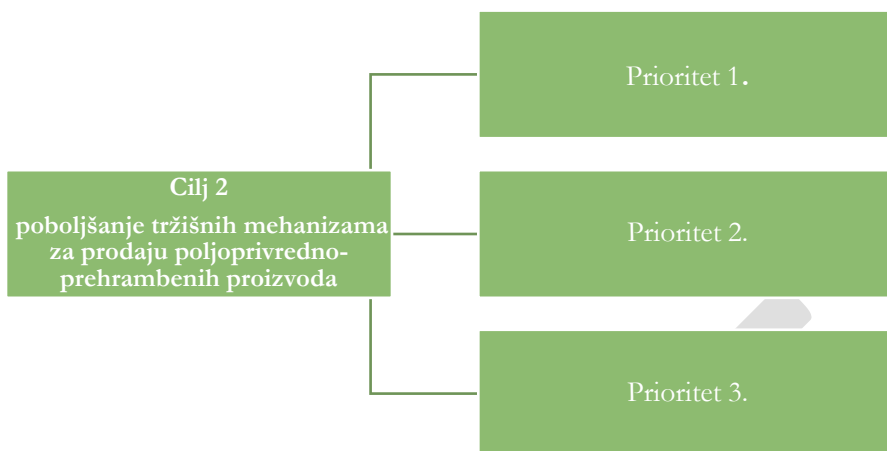 Prioritet 1.
Cilj 2
poboljšanje tržišnih mehanizama
za prodaju poljoprivredno-
prehrambenih proizvoda
Prioritet 2.
Prioritet 3.